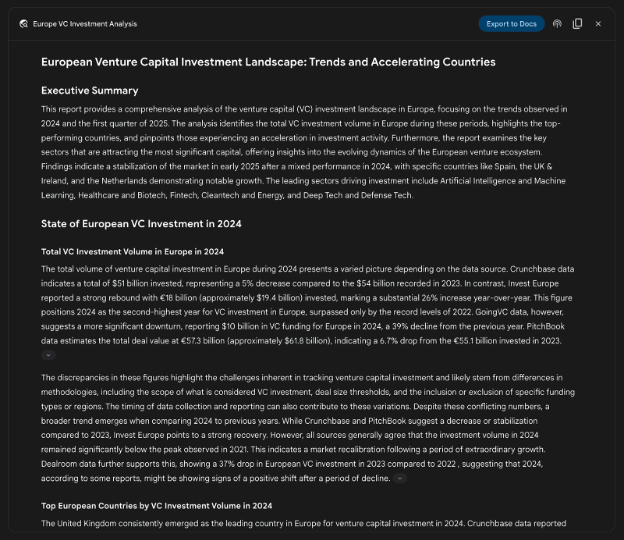 Europe VC Investment Analysis
Export to Docs
European Venture Capital Investment Landscape: Trends and Accelerating Countries
Executive Summary
This report provides a comprehensive analysis of the venture capital (VC) investment landscape in Europe, focusing on the trends observed in
2024 and the first quarter of 2025. The analysis identifies the total VC investment volume in Europe during these periods, highlights the top-
performing countries, and pinpoints those experiencing an acceleration in investment activity. Furthermore, the report examines the key
sectors that are attracting the most significant capital, offering insights into the evolving dynamics of the European venture ecosystem.
Findings indicate a stabilization of the market in early 2025 after a mixed performance in 2024, with specific countries like Spain, the UK &
Ireland, and the Netherlands demonstrating notable growth. The leading sectors driving investment include Artificial Intelligence and Machine
Learning, Healthcare and Biotech, Fintech, Cleantech and Energy, and Deep Tech and Defense Tech.
State of European VC Investment in 2024
Total VC Investment Volume in Europe in 2024
The total volume of venture capital investment in Europe during 2024 presents a varied picture depending on the data source. Crunchbase data
indicates a total of $51 billion invested, representing a 5% decrease compared to the $54 billion recorded in 2023. In contrast, Invest Europe
reported a strong rebound with €18 billion (approximately $19.4 billion) invested, marking a substantial 26% increase year-over-year. This figure
positions 2024 as the second-highest year for VC investment in Europe, surpassed only by the record levels of 2022. GoingVC data, however,
suggests a more significant downturn, reporting $10 billion in VC funding for Europe in 2024, a 39% decline from the previous year. PitchBook
data estimates the total deal value at €57.3 billion (approximately $61.8 billion), indicating a 6.7% drop from the €55.1 billion invested in 2023.
The discrepancies in these figures highlight the challenges inherent in tracking venture capital investment and likely stem from differences in
methodologies, including the scope of what is considered VC investment, deal size thresholds, and the inclusion or exclusion of specific funding
types or regions. The timing of data collection and reporting can also contribute to these variations. Despite these conflicting numbers, a
broader trend emerges when comparing 2024 to previous years. While Crunchbase and PitchBook suggest a decrease or stabilization
compared to 2023, Invest Europe points to a strong recovery. However, all sources generally agree that the investment volume in 2024
remained significantly below the peak observed in 2021. This indicates a market recalibration following a period of extraordinary growth.
Dealroom data further supports this, showing a 37% drop in European VC investment in 2023 compared to 2022 , suggesting that 2024,
according to some reports, might be showing signs of a positive shift after a period of decline.
Top European Countries by VC Investment Volume in 2024
The United Kingdom consistently emerged as the leading country in Europe for venture capital investment in 2024. Crunchbase data reported